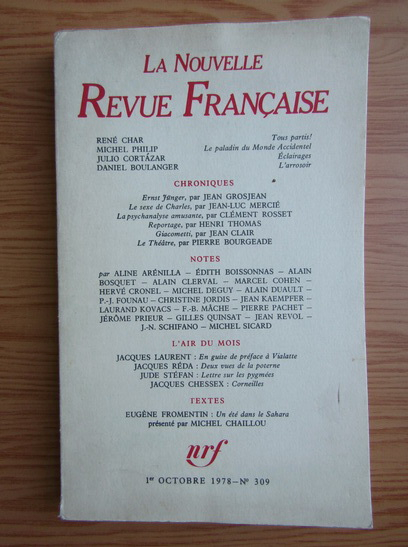 LA NOUVELLE
REVUE FRANÇAISE
RENÉ CHAR Tous partis!
MICHEL PHILIP Le paladin du Monde Accidentel
JULIO CORTÁZAR Éclairages
DANIEL BOULANGER L'arrosoir
CHRONIQUES
Ernst Jünger, par JEAN GROSJEAN
Le sexe de Charles, par JEAN-LUC MERCIÉ
La psychanalyse amusante, par CLÉMENT ROSSET
Reportage, par HENRI THOMAS
Giacometti, par JEAN CLAIR
Le Théâtre, par PIERRE BOURGEADE
NOTES
par ALINE ARÉNILLA – ÉDITH BOISSONNAS – ALAIN
BOSQUET – ALAIN CLERVAL – MARCEL COHEN –
HERVÉ CRONEL – MICHEL DEGUY – ALAIN DUAULT –
P.-J. FOUNAU – CHRISTINE JORDIS – JEAN KAEMPFER –
LAURAND KOVACS – F.-B. MÂCHE – PIERRE PACHET –
JÉRÔME PRIEUR – GILLES QUINSAT – JEAN REVOL –
J.-N. SCHIFANO – MICHEL SICARD
L'AIR DU MOIS
JACQUES LAURENT : En guise de préface à Vialatte
JACQUES RÉDA : Deux vues de la poterne
JUDE STÉFAN : Lettre sur les pygmées
JACQUES CHESSEX : Corneilles
TEXTES
EUGÈNE FROMENTIN : Un été dans le Sahara
présenté par MICHEL CHAILLOU
nrf
1er OCTOBRE 1978 – N° 309